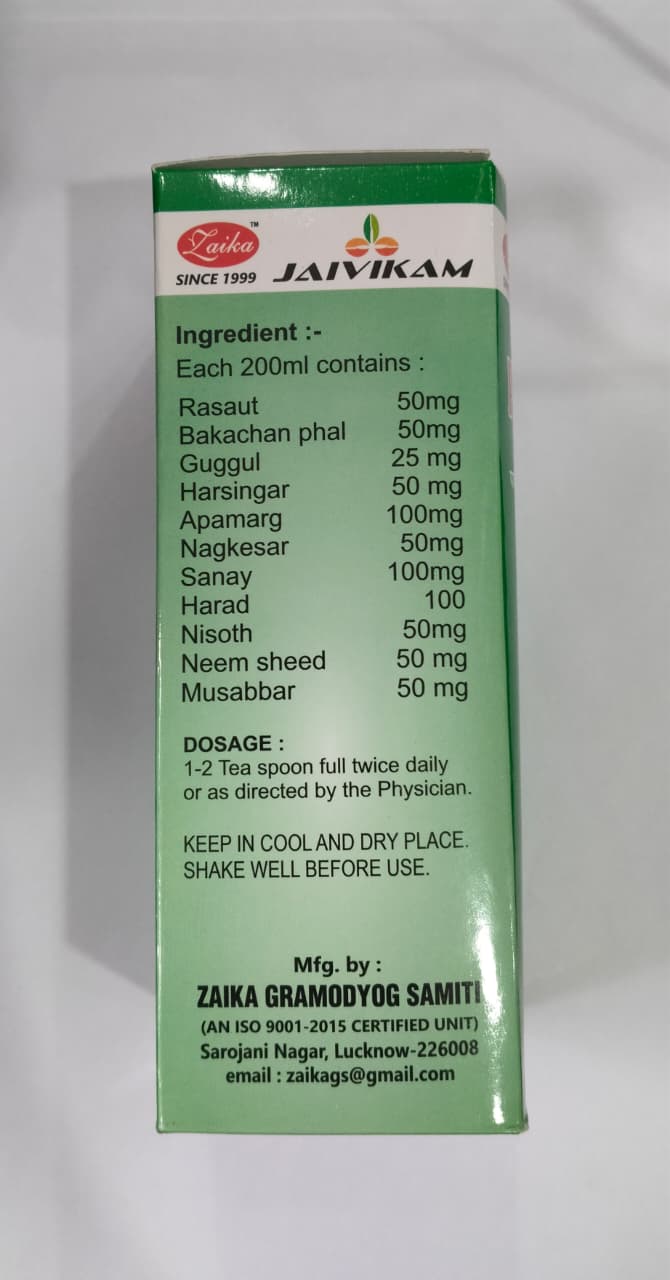 Zaika™
SINCE 1999
JAIVIKAM
Ingredient :-
Each 200ml contains :
Rasaut 50mg
Bakachan phal 50mg
Guggul 25 mg
Harsingar 50 mg
Apamarg 100mg
Nagkesar 50mg
Sanay 100mg
Harad 100
Nisoth 50mg
Neem sheed 50 mg
Musabbar 50 mg
DOSAGE :
1-2 Tea spoon full twice daily
or as directed by the Physician.
KEEP IN COOL AND DRY PLACE.
SHAKE WELL BEFORE USE.
Mfg. by :
ZAIKA GRAMODYOG SAMITI
(AN ISO 9001-2015 CERTIFIED UNIT)
Sarojani Nagar, Lucknow-226008
email : zaikags@gmail.com